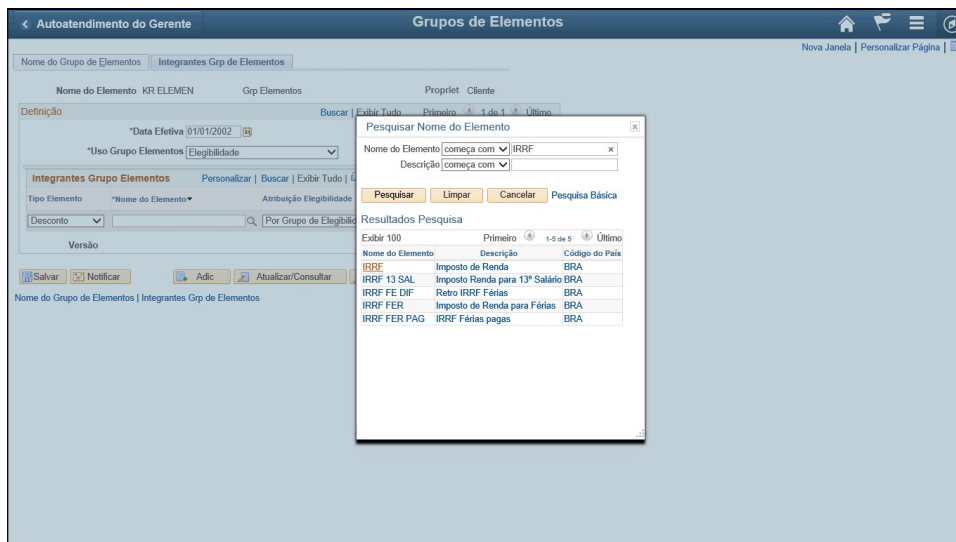 Autoatendimento do Gerente
Grupos de Elementos
Nova Janela | Personalizar Página |
Nome do Grupo de Elementos
Integrantes Grp de Elementos
Nome do Elemento KR ELEMEN Grp Elementos Propriet Cliente
Definição Buscar | Exibir Tudo Primeiro 1 de 1 Último
*Data Efetiva 01/01/2002
*Uso Grupo Elementos Elegibilidade
Integrantes Grupo Elementos Personalizar | Buscar | Exibir Tudo |
Tipo Elemento *Nome do Elemento Atribuição Elegibilidade
Desconto Por Grupo de Elegibilid
Versão
Salvar Notificar Adic Atualizar/Consultar
Nome do Grupo de Elementos | Integrantes Grp de Elementos
Pesquisar Nome do Elemento
Nome do Elemento começa com IRRF
Descrição começa com
Pesquisar Limpar Cancelar Pesquisa Básica
Resultados Pesquisa
Exibir 100 Primeiro 1-5 de 5 Último
Nome do Elemento Descrição Código do País
IRRF Imposto de Renda BRA
IRRF 13 SAL Imposto Renda para 13º Salário BRA
IRRF FE DIF Retro IRRF Férias BRA
IRRF FER Imposto de Renda para Férias BRA
IRRF FER PAG IRRF Férias pagas BRA